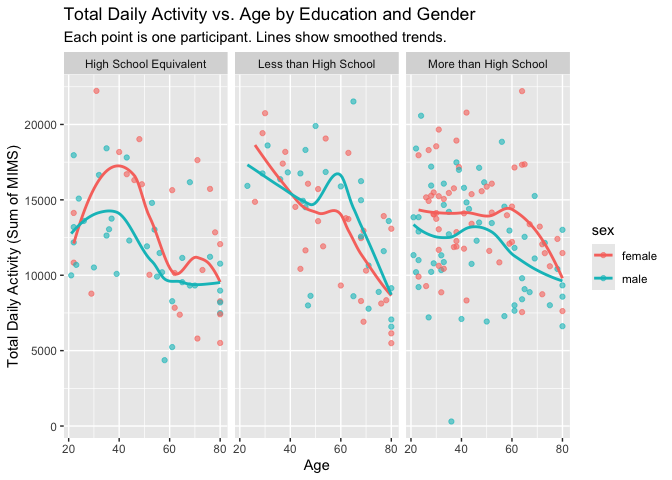 Total Daily Activity vs. Age by Education and Gender
Each point is one participant. Lines show smoothed trends.
High School Equivalent
Less than High School
More than High School
Total Daily Activity (Sum of MIMS)
20000
15000
10000
5000
0
20 40 60 80
20 40 60 80
20 40 60 80
Age
sex
female
male